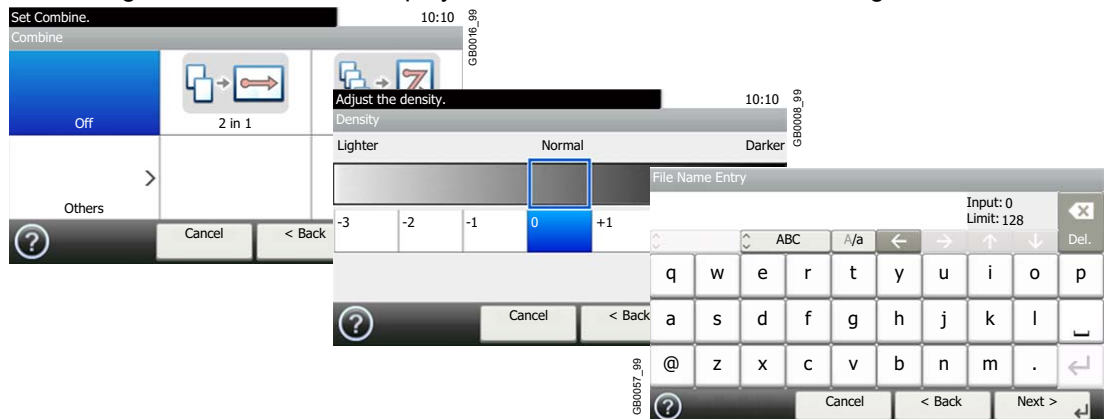 Set Combine. 10:10
Combine
Off
2 in 1
Others
Cancel
< Back
GB0016_99
Adjust the density. 10:10
Density
Lighter Normal Darker
-3 -2 -1 0 +1
Cancel
< Back
GB0008_99
File Name Entry
Input: 0
Limit: 128
ABC A/a Del.
q w e r t y u i o p
a s d f g h j k l
@ z x c v b n m .
Cancel
< Back
Next >
GB0057_99